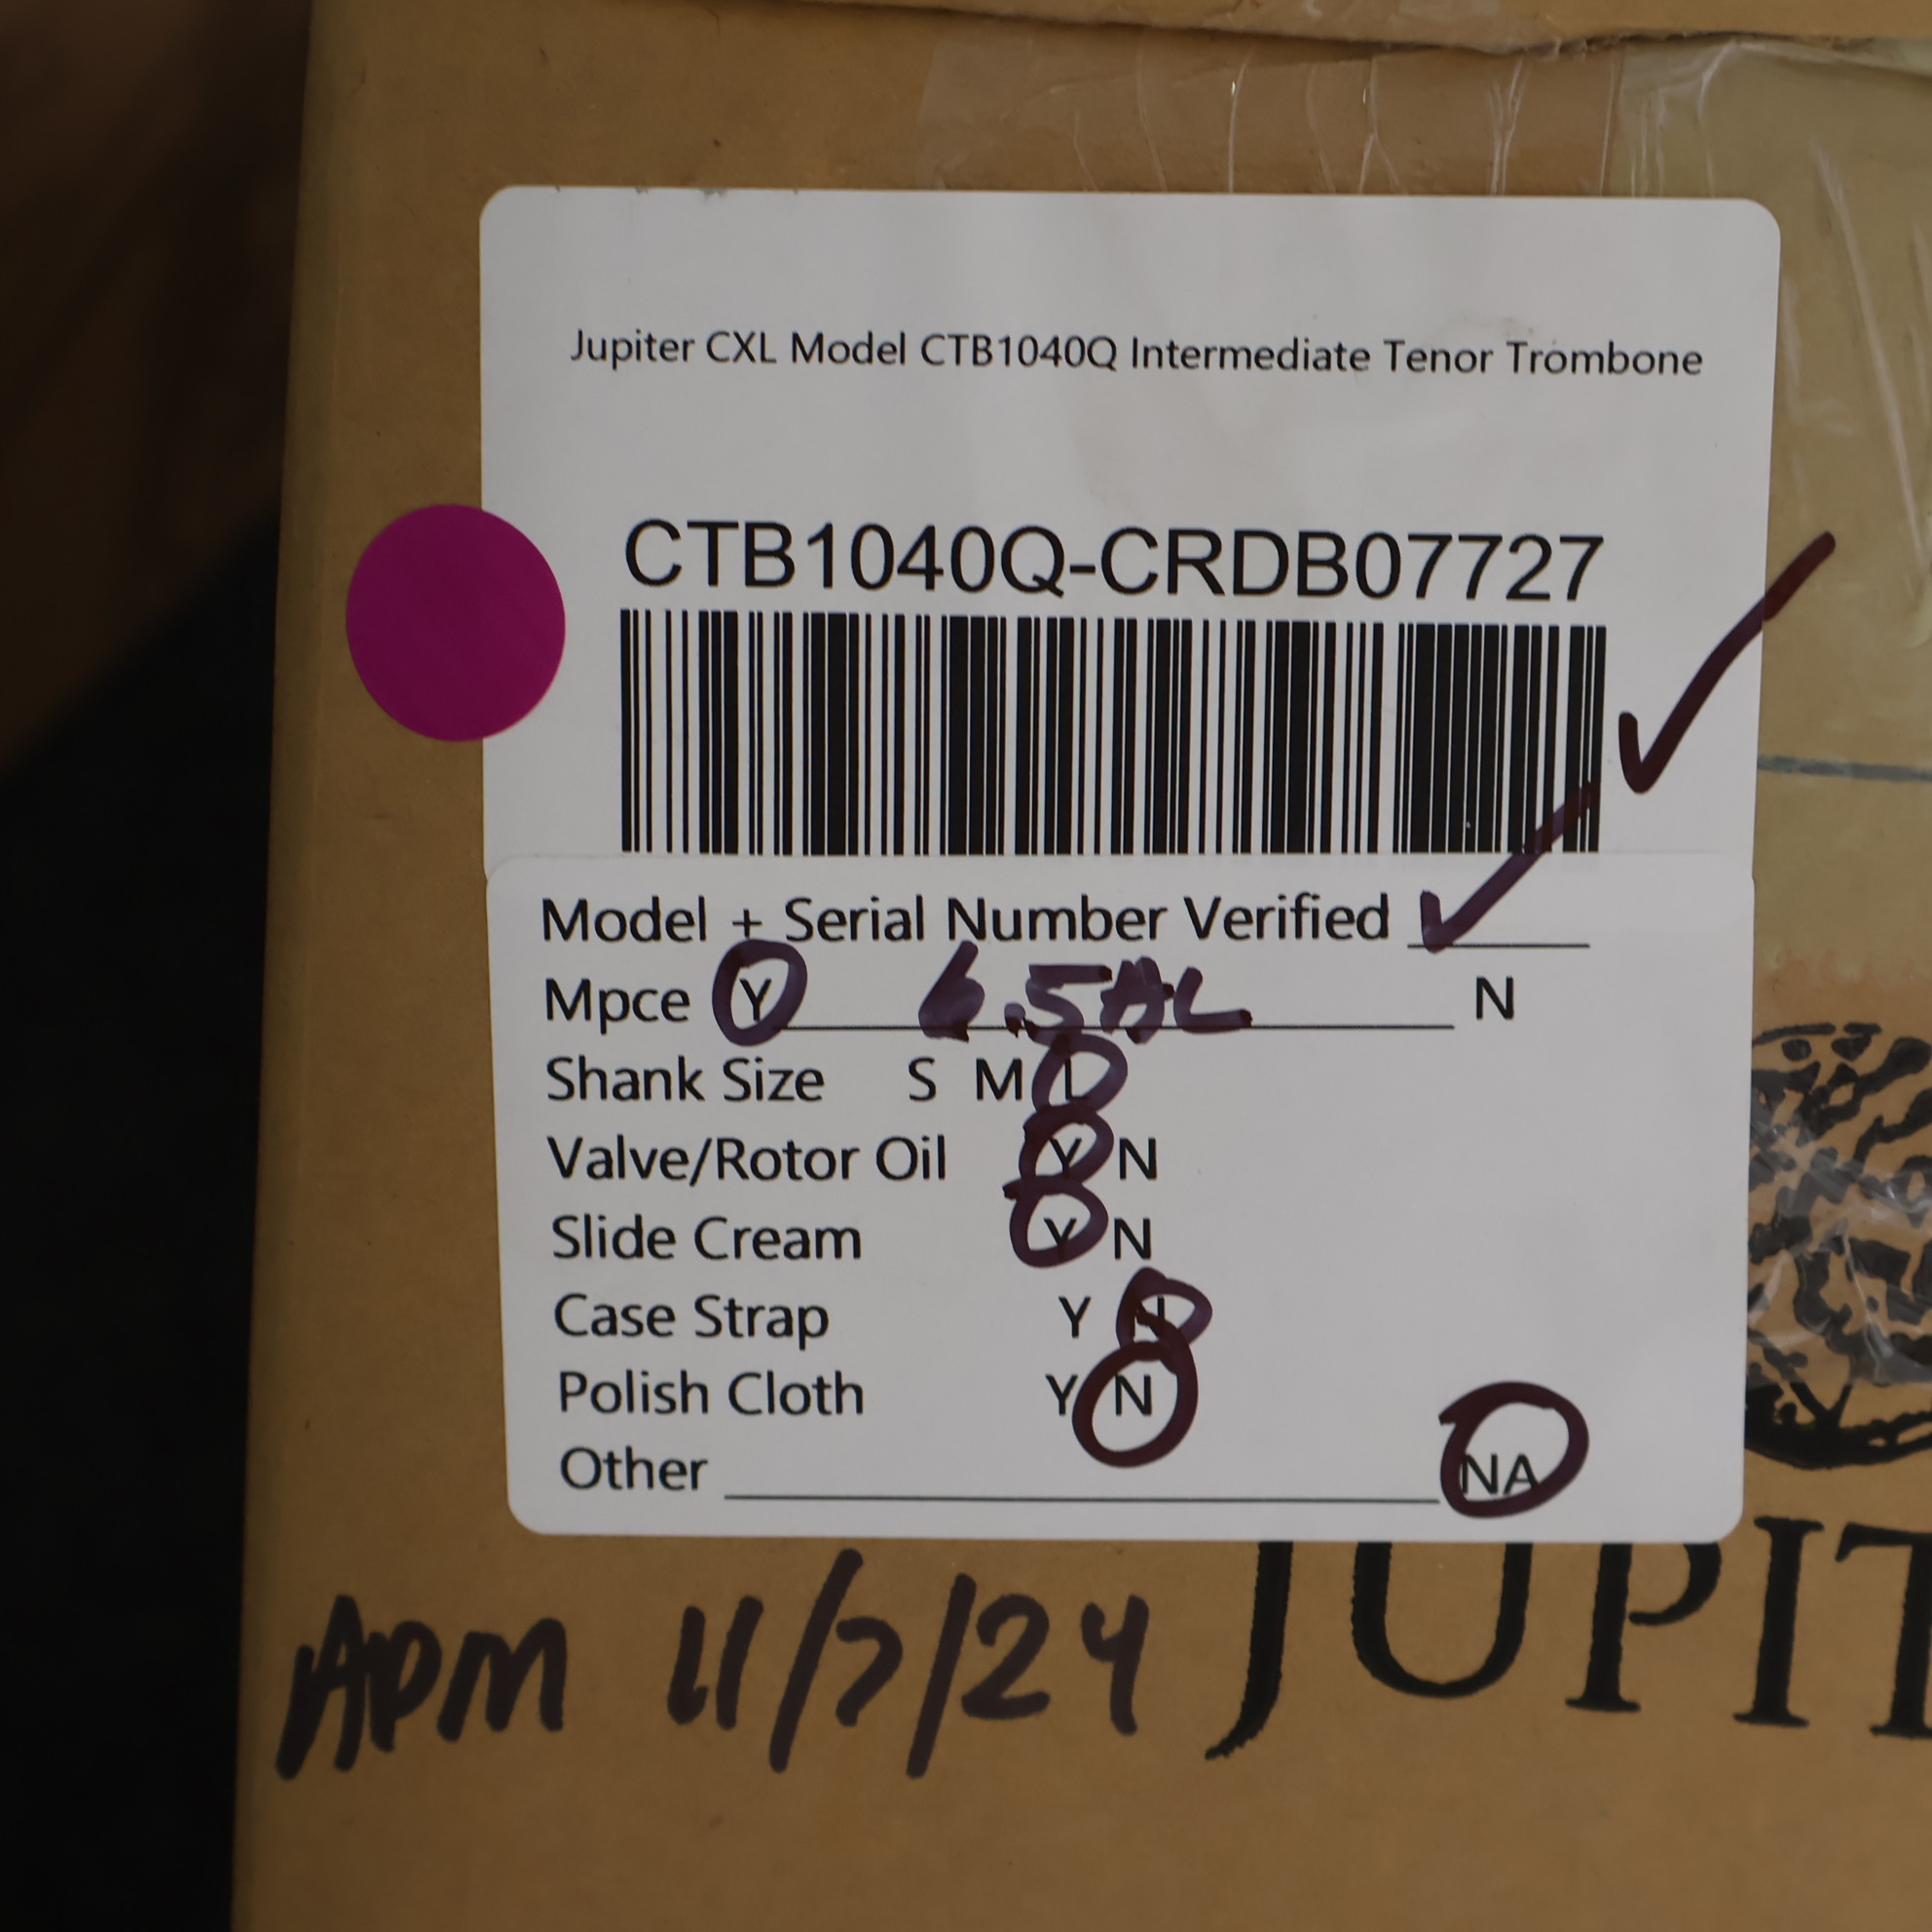 Jupiter CXL Model CTB1040Q Intermediate Tenor Trombone
CTB1040Q-CRDB07727
Model + Serial Number Verified ✓
Mpce Y 6.5AL N
Shank Size S M L
Valve/Rotor Oil Y N
Slide Cream Y N
Case Strap Y N
Polish Cloth Y N
Other NA
APM 11/7/24
JUPIT